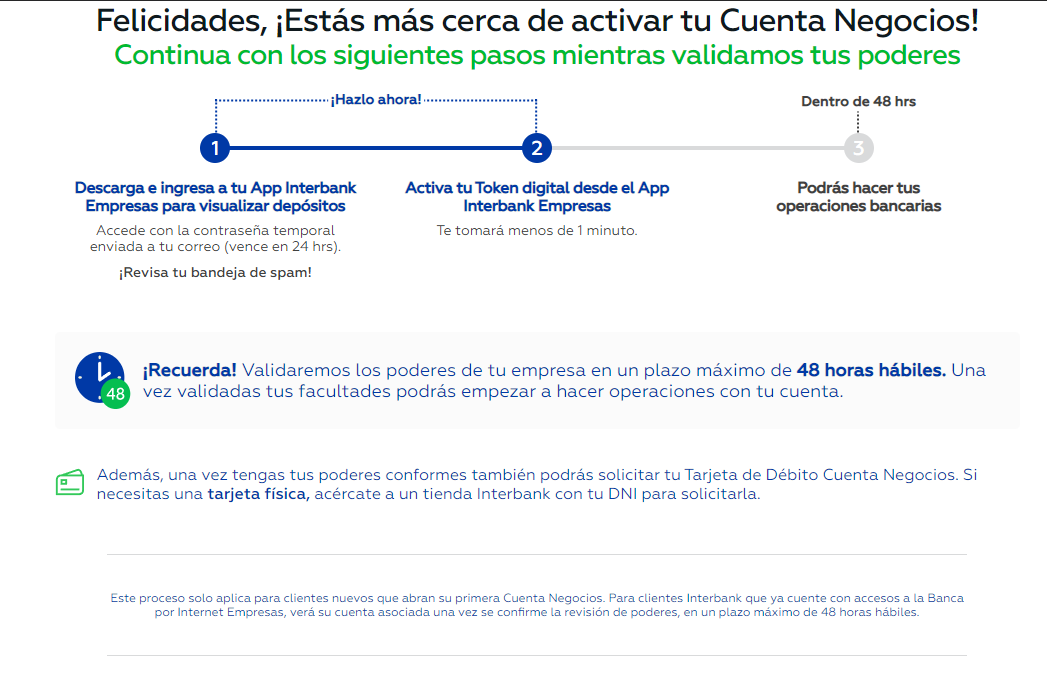 Felicidades, ¡Estás más cerca de activar tu Cuenta Negocios!
Continua con los siguientes pasos mientras validamos tus poderes
¡Hazlo ahora!
Dentro de 48 hrs
1
2
3
Descarga e ingresa a tu App Interbank
Empresas para visualizar depósitos
Accede con la contraseña temporal
enviada a tu correo (vence en 24 hrs).
¡Revisa tu bandeja de spam!
Activa tu Token digital desde el App
Interbank Empresas
Te tomará menos de 1 minuto.
Podrás hacer tus
operaciones bancarias
48
¡Recuerda! Validaremos los poderes de tu empresa en un plazo máximo de 48 horas hábiles. Una
vez validadas tus facultades podrás empezar a hacer operaciones con tu cuenta.
Además, una vez tengas tus poderes conformes también podrás solicitar tu Tarjeta de Débito Cuenta Negocios. Si
necesitas una tarjeta física, acércate a un tienda Interbank con tu DNI para solicitarla.
Este proceso solo aplica para clientes nuevos que abran su primera Cuenta Negocios. Para clientes Interbank que ya cuente con accesos a la Banca
por Internet Empresas, verá su cuenta asociada una vez se confirme la revisión de poderes, en un plazo máximo de 48 horas hábiles.